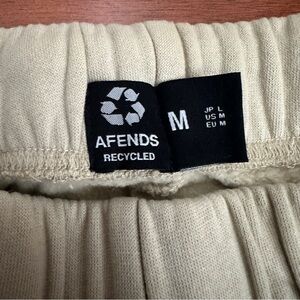 AFENDS
RECYCLED
M
JP L
US M
EU M